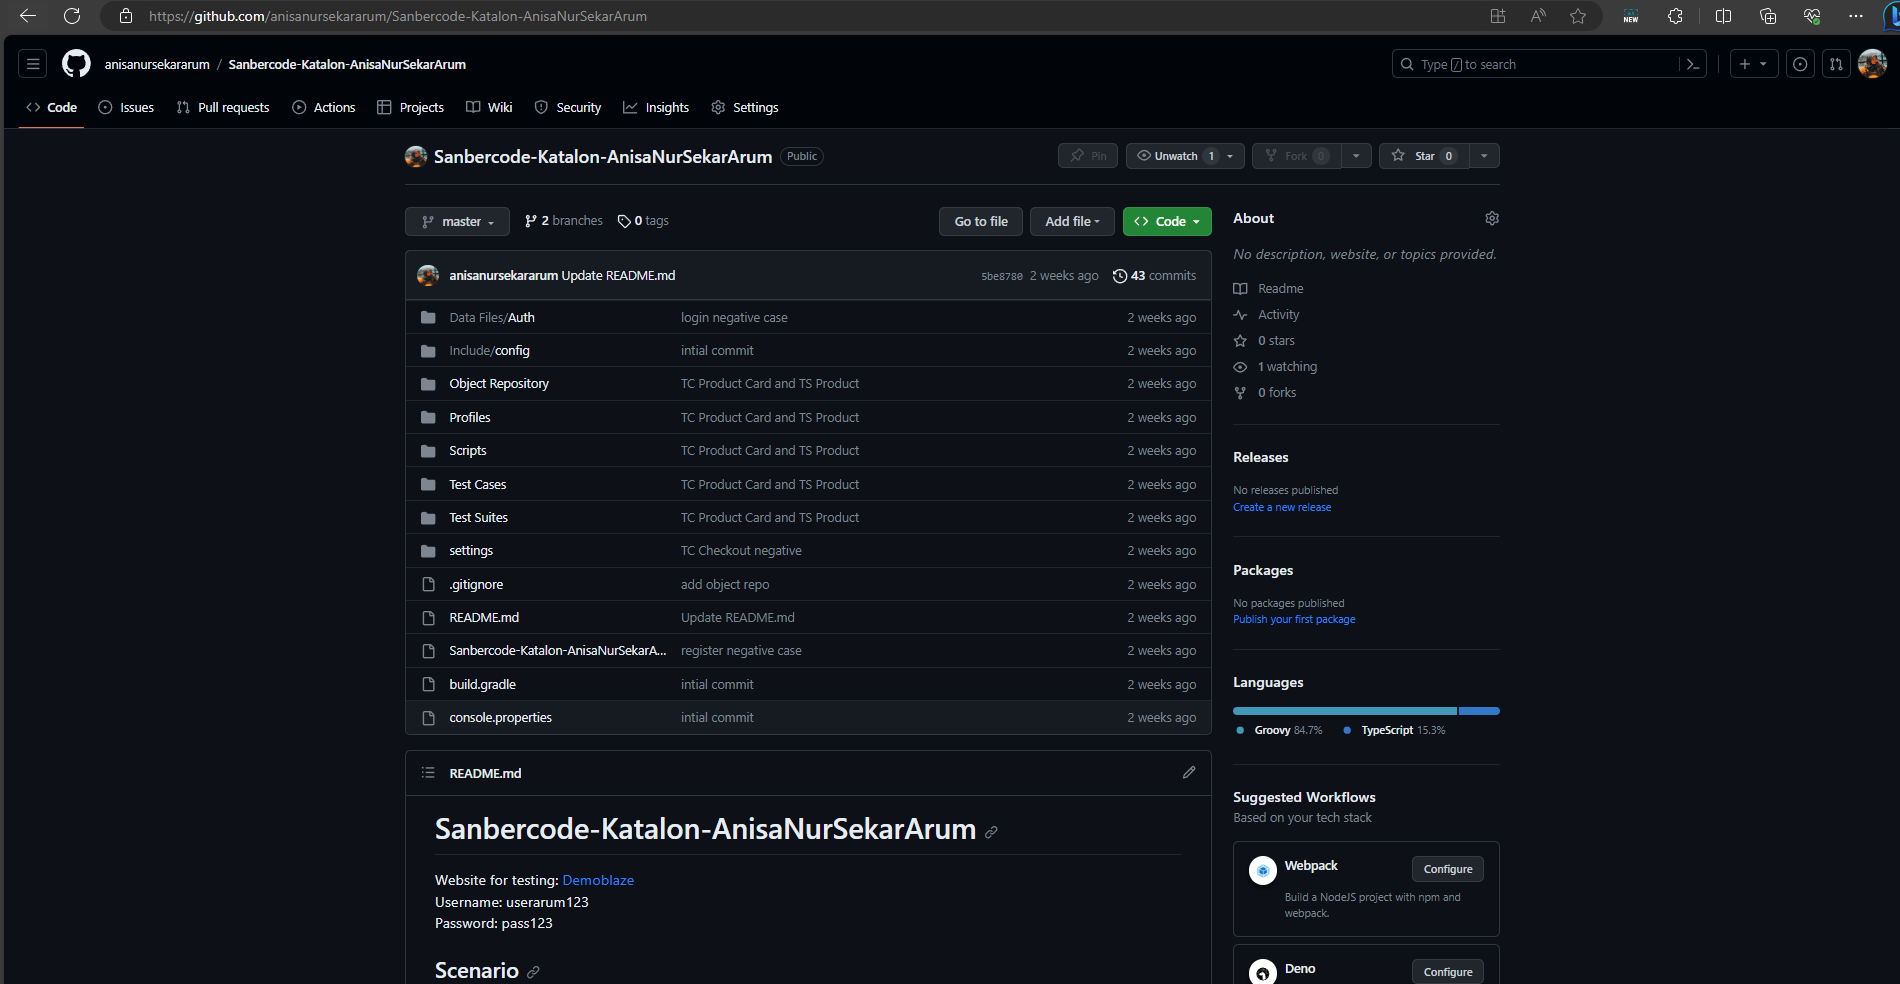 https://github.com/anisanursekararum/Sanbercode-Katalon-AnisaNurSekarArum
NEW
anisanursekararum / Sanbercode-Katalon-AnisaNurSekarArum
Type / to search
Code Issues Pull requests Actions Projects Wiki Security Insights Settings
Sanbercode-Katalon-AnisaNurSekarArum Public
Pin Unwatch 1 Fork 0 Star 0
master 2 branches 0 tags Go to file Add file Code
anisanursekararum Update README.md 5be8780 2 weeks ago 43 commits
Data Files/Auth login negative case 2 weeks ago
Include/config intial commit 2 weeks ago
Object Repository TC Product Card and TS Product 2 weeks ago
Profiles TC Product Card and TS Product 2 weeks ago
Scripts TC Product Card and TS Product 2 weeks ago
Test Cases TC Product Card and TS Product 2 weeks ago
Test Suites TC Product Card and TS Product 2 weeks ago
settings TC Checkout negative 2 weeks ago
.gitignore add object repo 2 weeks ago
README.md Update README.md 2 weeks ago
Sanbercode-Katalon-AnisaNurSekarA... register negative case 2 weeks ago
build.gradle intial commit 2 weeks ago
console.properties intial commit 2 weeks ago
README.md
Sanbercode-Katalon-AnisaNurSekarArum
Website for testing: Demoblaze
Username: userarum123
Password: pass123
Scenario
About
No description, website, or topics provided.
Readme
Activity
0 stars
1 watching
0 forks
Releases
No releases published
Create a new release
Packages
No packages published
Publish your first package
Languages
Groovy 84.7% TypeScript 15.3%
Suggested Workflows
Based on your tech stack
Webpack Configure
Build a NodeJS project with npm and
webpack.
Deno Configure